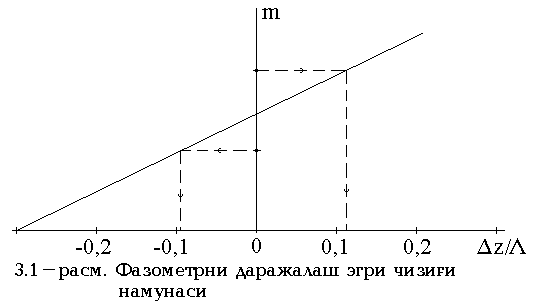 m
-0,2 -0,1 0 0,1 0,2 Δz/Λ
3.1–расм. Фазометрни даражалаш эгри чизиғи
намунаси